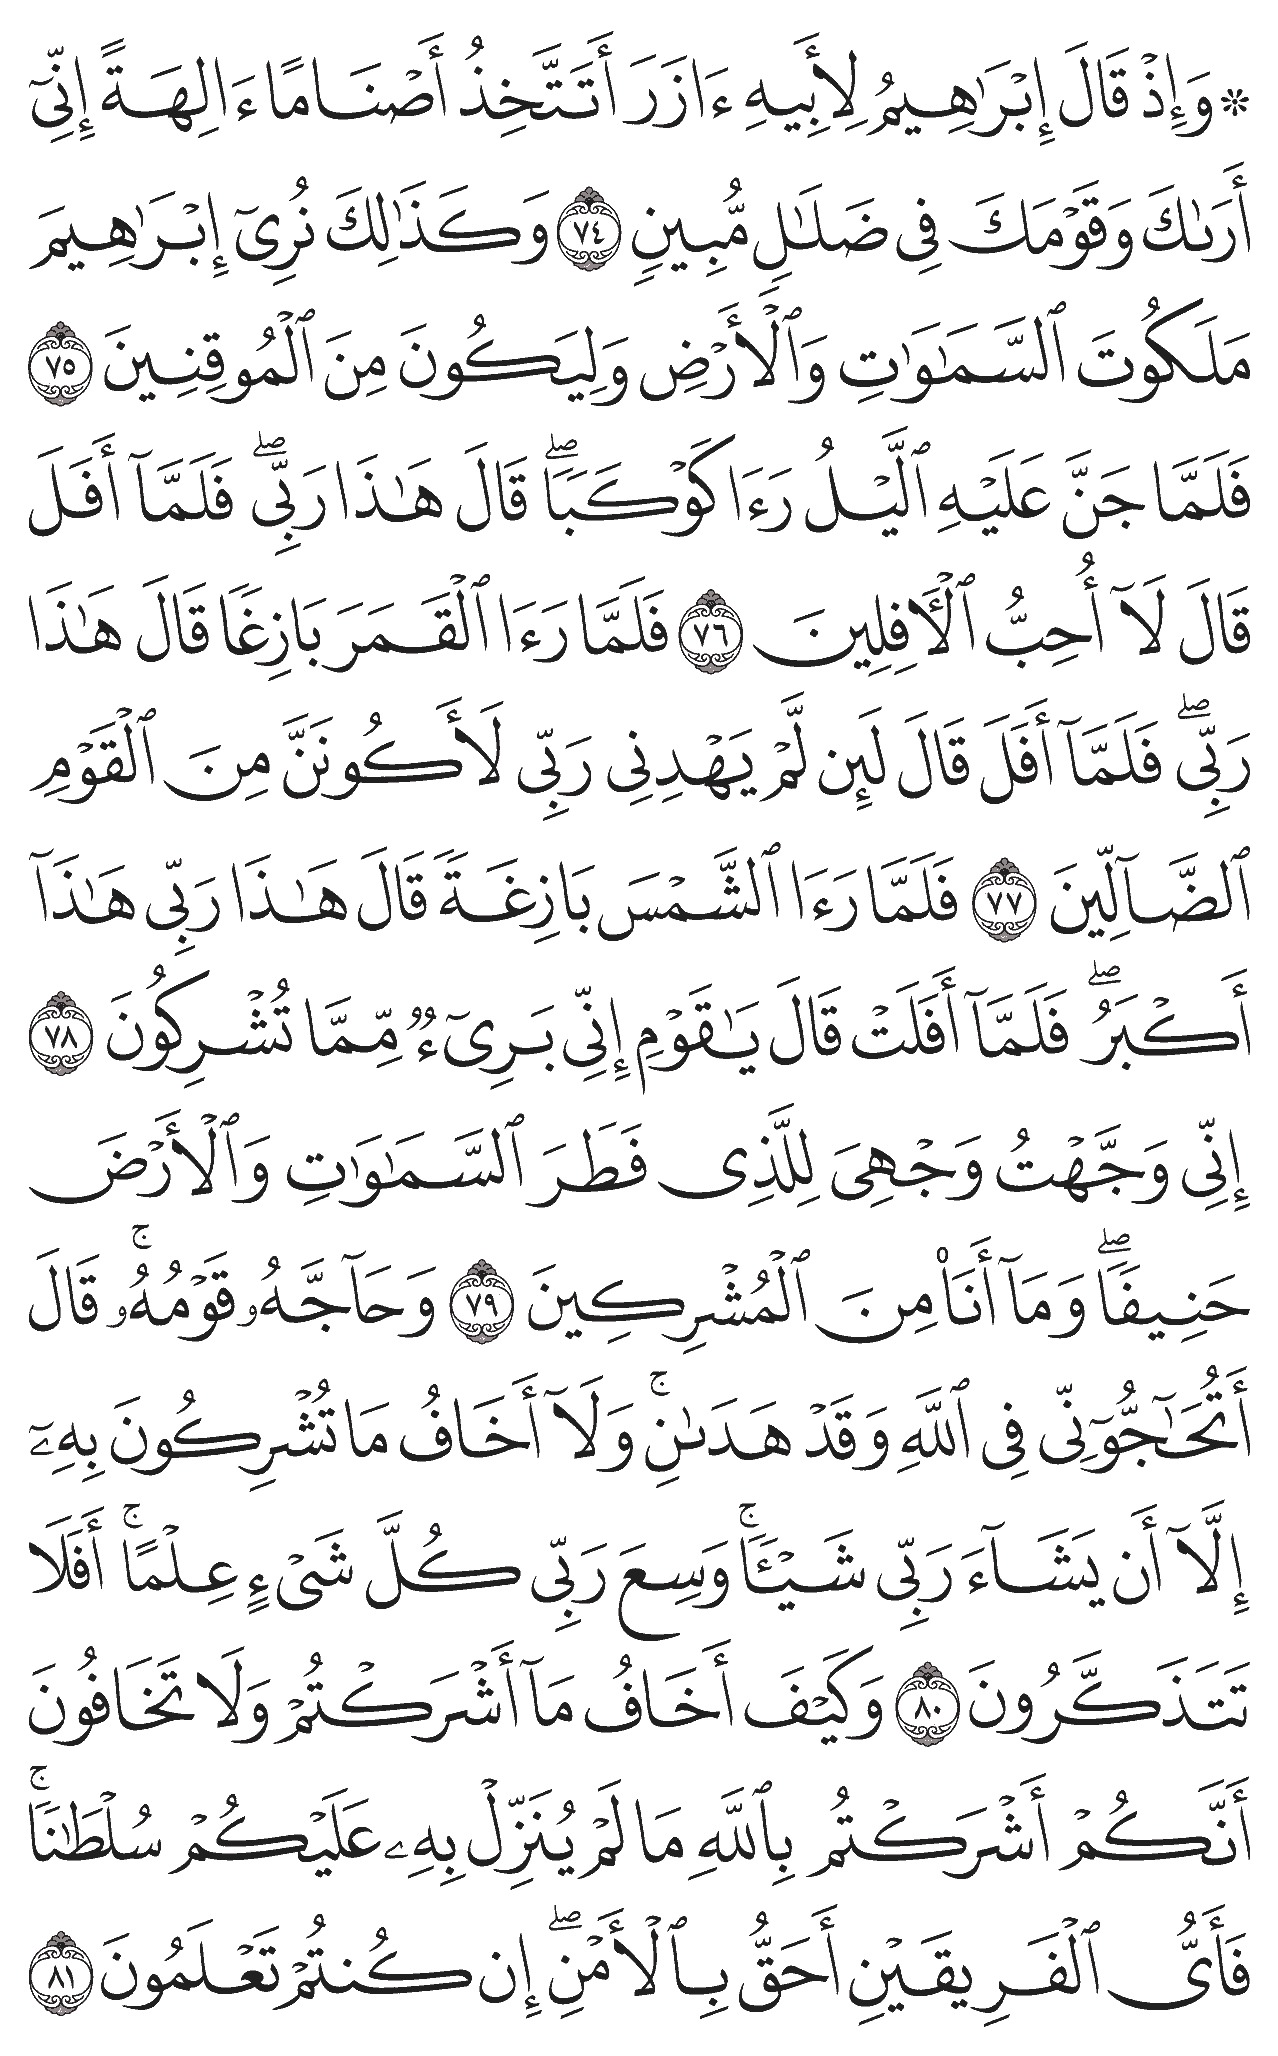 ۞ وَإِذۡ قَالَ إِبۡرَٰهِيمُ لِأَبِيهِ ءَازَرَ أَتَتَّخِذُ أَصۡنَامًا ءَالِهَةً إِنِّيٓ
أَرَىٰكَ وَقَوۡمَكَ فِي ضَلَٰلٖ مُّبِينٖ ٧٤ وَكَذَٰلِكَ نُرِيٓ إِبۡرَٰهِيمَ
مَلَكُوتَ ٱلسَّمَٰوَٰتِ وَٱلۡأَرۡضِ وَلِيَكُونَ مِنَ ٱلۡمُوقِنِينَ ٧٥
فَلَمَّا جَنَّ عَلَيۡهِ ٱلَّيۡلُ رَءَا كَوۡكَبٗاۖ قَالَ هَٰذَا رَبِّيۖ فَلَمَّآ أَفَلَ
قَالَ لَآ أُحِبُّ ٱلۡأٓفِلِينَ ٧٦ فَلَمَّا رَءَا ٱلۡقَمَرَ بَازِغٗا قَالَ هَٰذَا
رَبِّيۖ فَلَمَّآ أَفَلَ قَالَ لَئِن لَّمۡ يَهۡدِنِي رَبِّي لَأَكُونَنَّ مِنَ ٱلۡقَوۡمِ
ٱلضَّآلِّينَ ٧٧ فَلَمَّا رَءَا ٱلشَّمۡسَ بَازِغَةٗ قَالَ هَٰذَا رَبِّي هَٰذَآ
أَكۡبَرُۖ فَلَمَّآ أَفَلَتۡ قَالَ يَٰقَوۡمِ إِنِّي بَرِيٓءٞ مِّمَّا تُشۡرِكُونَ ٧٨
إِنِّي وَجَّهۡتُ وَجۡهِيَ لِلَّذِي فَطَرَ ٱلسَّمَٰوَٰتِ وَٱلۡأَرۡضَ
حَنِيفٗاۖ وَمَآ أَنَا۠ مِنَ ٱلۡمُشۡرِكِينَ ٧٩ وَحَآجَّهُۥ قَوۡمُهُۥۚ قَالَ
أَتُحَٰٓجُّوٓنِّي فِي ٱللَّهِ وَقَدۡ هَدَىٰنِۚ وَلَآ أَخَافُ مَا تُشۡرِكُونَ بِهِۦٓ
إِلَّآ أَن يَشَآءَ رَبِّي شَيۡـٔٗاۚ وَسِعَ رَبِّي كُلَّ شَيۡءٍ عِلۡمًاۚ أَفَلَا
تَتَذَكَّرُونَ ٨٠ وَكَيۡفَ أَخَافُ مَآ أَشۡرَكۡتُمۡ وَلَا تَخَافُونَ
أَنَّكُمۡ أَشۡرَكۡتُم بِٱللَّهِ مَا لَمۡ يُنَزِّلۡ بِهِۦ عَلَيۡكُمۡ سُلۡطَٰنٗاۚ
فَأَيُّ ٱلۡفَرِيقَيۡنِ أَحَقُّ بِٱلۡأَمۡنِۖ إِن كُنتُمۡ تَعۡلَمُونَ ٨١